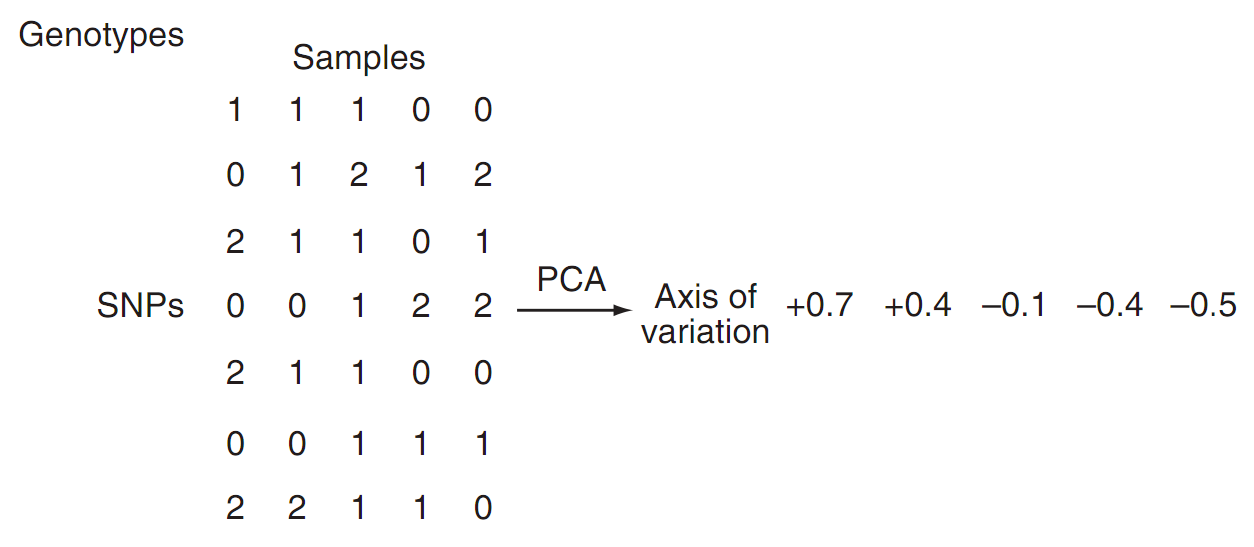 Genotypes
Samples
1 1 1 0 0
0 1 2 1 2
2 1 1 0 1
SNPs 0 0 1 2 2
PCA
Axis of
variation
+0.7 +0.4 –0.1 –0.4 –0.5
2 1 1 0 0
0 0 1 1 1
2 2 1 1 0